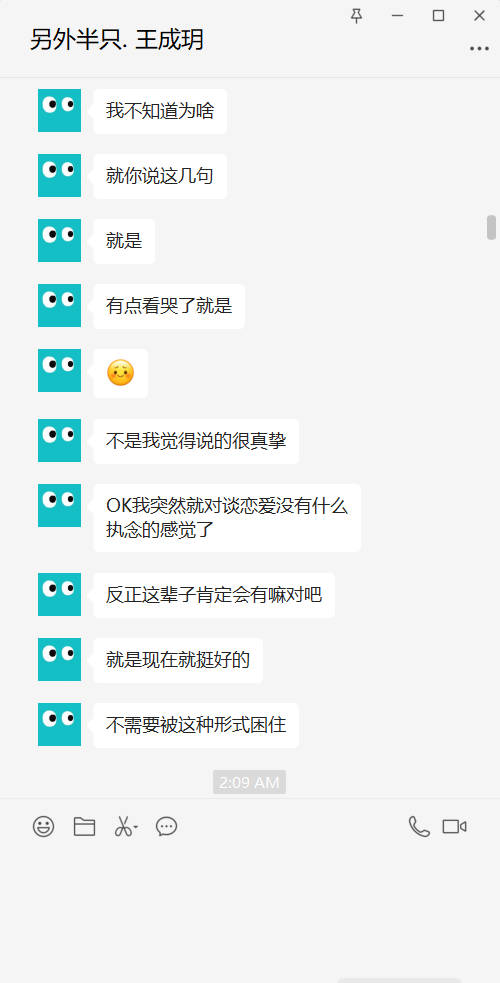 另外半只. 王成玥
我不知道为啥
就你说这几句
就是
有点看哭了就是
不是我觉得说的很真挚
OK我突然就对谈恋爱没有什么
执念的感觉了
反正这辈子肯定会有嘛对吧
就是现在就挺好的
不需要被这种形式困住
2:09 AM